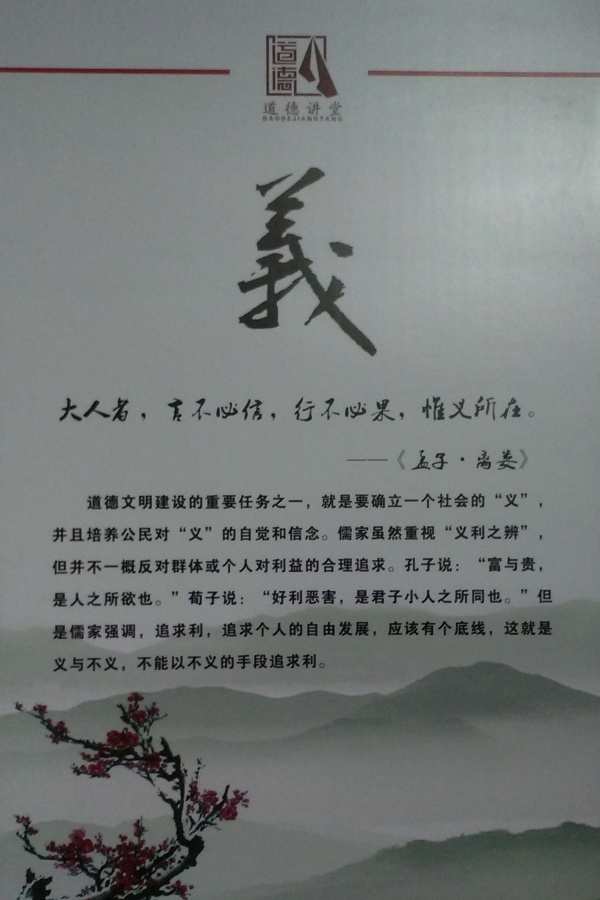 道德
道德讲堂
DAODEJIANGTANG
義
大人者，言不必信，行不必果，惟义所在。
——《孟子·离娄》
道德文明建设的重要任务之一，就是要确立一个社会的“义”，
并且培养公民对“义”的自觉和信念。儒家虽然重视“义利之辨”，
但并不一概反对群体或个人对利益的合理追求。孔子说：“富与贵，
是人之所欲也。”荀子说：“好利恶害，是君子小人之所同也。”但
是儒家强调，追求利，追求个人的自由发展，应该有个底线，这就是
义与不义，不能以不义的手段追求利。